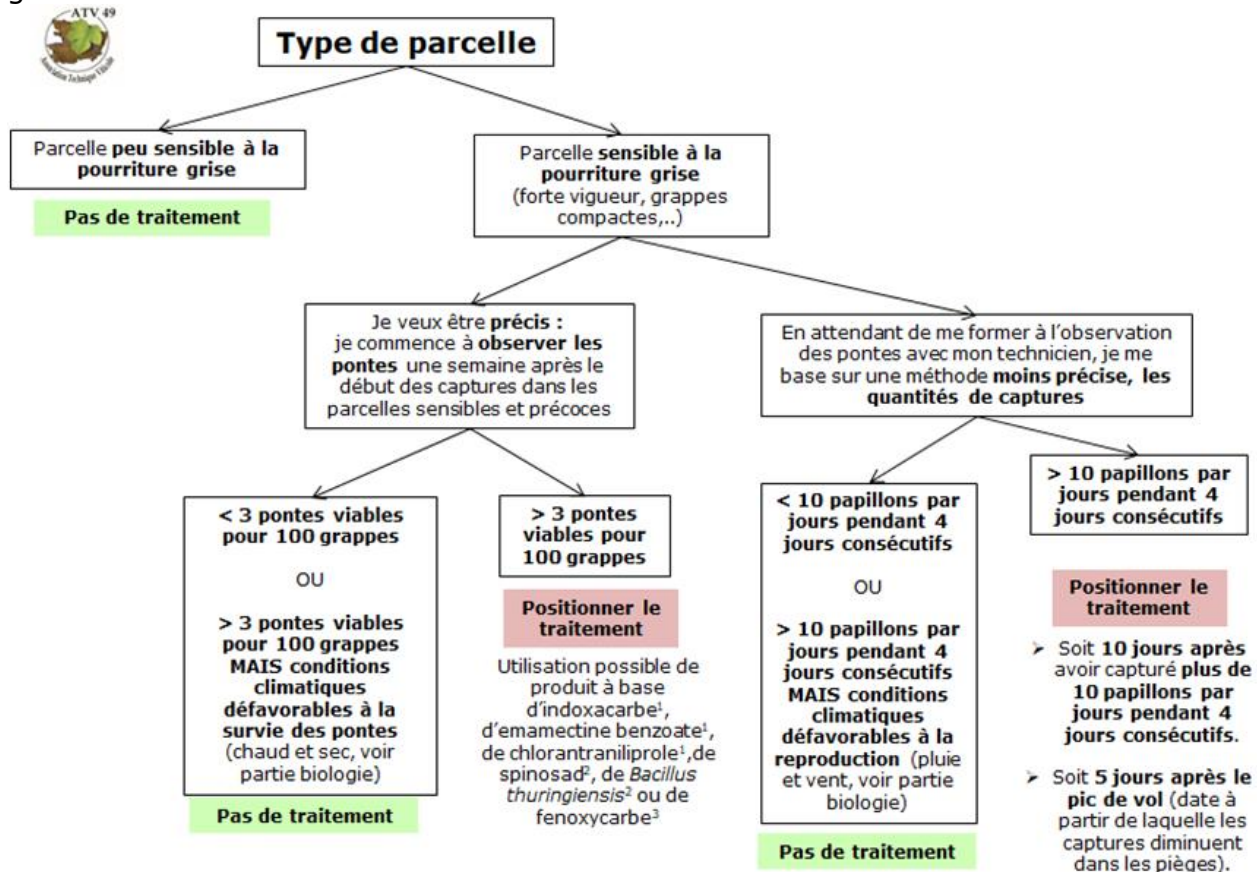 ATV 49
Association Technique Viticole
Type de parcelle
Parcelle peu sensible à la
pourriture grise
Pas de traitement
Parcelle sensible à la
pourriture grise
(forte vigueur, grappes
compactes,..)
Je veux être précis :
je commence à observer les
pontes une semaine après le
début des captures dans les
parcelles sensibles et précoces
En attendant de me former à l'observation
des pontes avec mon technicien, je me
base sur une méthode moins précise, les
quantités de captures
< 3 pontes viables
pour 100 grappes
OU
> 3 pontes viables
pour 100 grappes
MAIS conditions
climatiques
défavorables à la
survie des pontes
(chaud et sec, voir
partie biologie)
Pas de traitement
> 3 pontes
viables pour
100 grappes
Positionner le
traitement
Utilisation possible de
produit à base
d'indoxacarbe¹,
d'emamectine benzoate¹,
de chlorantraniliprole¹,de
spinosad², de Bacillus
thuringiensis² ou de
fenoxycarbe³
< 10 papillons par
jours pendant 4
jours consécutifs
OU
> 10 papillons par
jours pendant 4
jours consécutifs
MAIS conditions
climatiques
défavorables à la
reproduction (pluie
et vent, voir partie
biologie)
Pas de traitement
> 10 papillons par
jours pendant 4
jours consécutifs
Positionner le
traitement
➢ Soit 10 jours après
avoir capturé plus de
10 papillons par
jours pendant 4
jours consécutifs.
➢ Soit 5 jours après le
pic de vol (date à
partir de laquelle les
captures diminuent
dans les pièges).